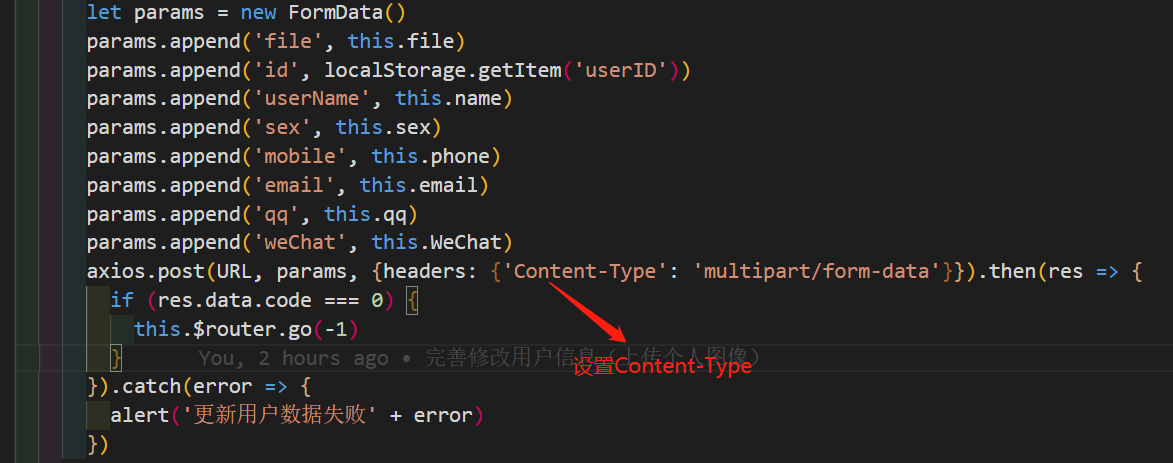 let params = new FormData()
params.append('file', this.file)
params.append('id', localStorage.getItem('userID'))
params.append('userName', this.name)
params.append('sex', this.sex)
params.append('mobile', this.phone)
params.append('email', this.email)
params.append('qq', this.qq)
params.append('weChat', this.WeChat)
axios.post(URL, params, {headers: {'Content-Type': 'multipart/form-data'}}).then(res => {
if (res.data.code === 0) {
this.$router.go(-1)
} You, 2 hours ago • 完善修改用户信息（上传个人图像）
设置Content-Type
}).catch(error => {
alert('更新用户数据失败' + error)
})